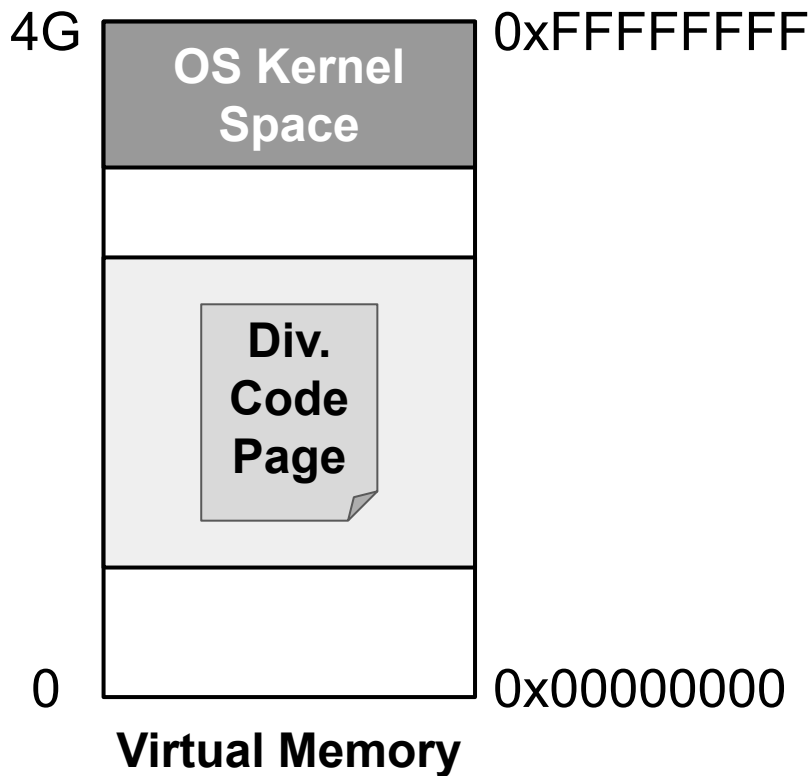 4G
0xFFFFFFFF
OS Kernel
Space
Div.
Code
Page
0
0x00000000
Virtual Memory